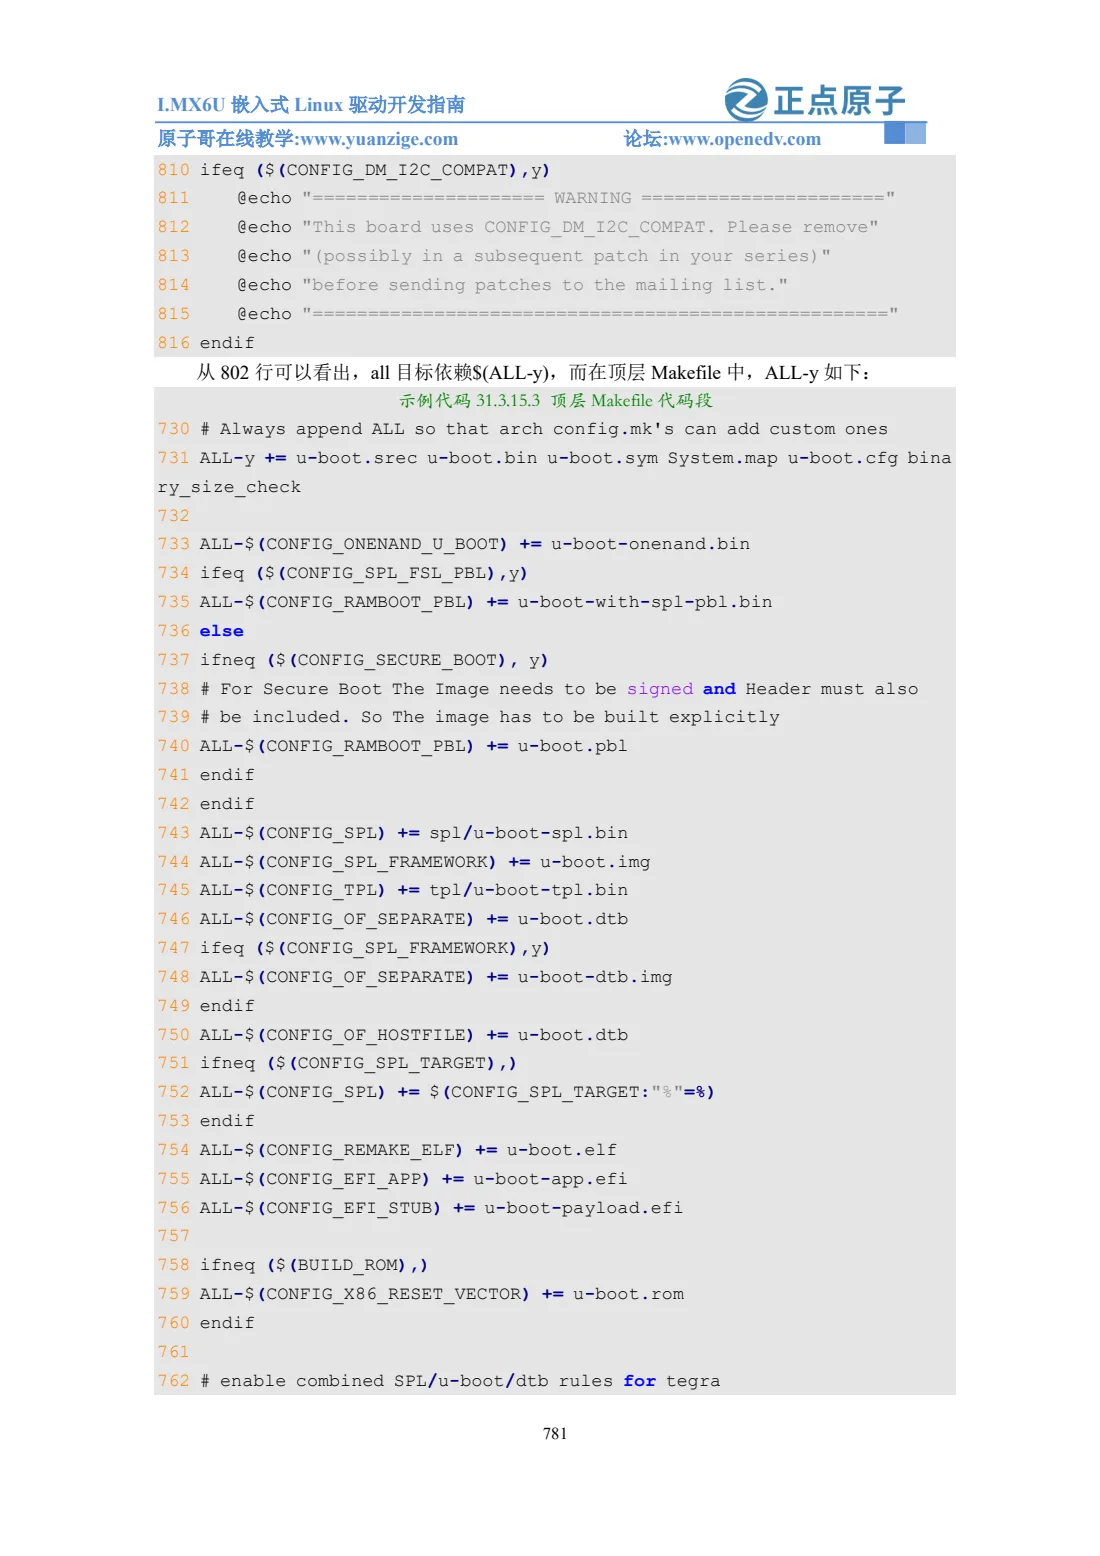 I.MX6U 嵌入式 Linux 驱动开发指南
正点原子
原子哥在线教学:www.yuanzige.com 论坛:www.openedv.com
810 ifeq ($(CONFIG_DM_I2C_COMPAT),y)
811 @echo "===================== WARNING ======================"
812 @echo "This board uses CONFIG_DM_I2C_COMPAT. Please remove"
813 @echo "(possibly in a subsequent patch in your series)"
814 @echo "before sending patches to the mailing list."
815 @echo "===================================================="
816 endif
从 802 行可以看出，all 目标依赖$(ALL-y)，而在顶层 Makefile 中，ALL-y 如下：
示例代码 31.3.15.3 顶层 Makefile 代码段
730 # Always append ALL so that arch config.mk's can add custom ones
731 ALL-y += u-boot.srec u-boot.bin u-boot.sym System.map u-boot.cfg bina
ry_size_check
732
733 ALL-$(CONFIG_ONENAND_U_BOOT) += u-boot-onenand.bin
734 ifeq ($(CONFIG_SPL_FSL_PBL),y)
735 ALL-$(CONFIG_RAMBOOT_PBL) += u-boot-with-spl-pbl.bin
736 else
737 ifneq ($(CONFIG_SECURE_BOOT), y)
738 # For Secure Boot The Image needs to be signed and Header must also
739 # be included. So The image has to be built explicitly
740 ALL-$(CONFIG_RAMBOOT_PBL) += u-boot.pbl
741 endif
742 endif
743 ALL-$(CONFIG_SPL) += spl/u-boot-spl.bin
744 ALL-$(CONFIG_SPL_FRAMEWORK) += u-boot.img
745 ALL-$(CONFIG_TPL) += tpl/u-boot-tpl.bin
746 ALL-$(CONFIG_OF_SEPARATE) += u-boot.dtb
747 ifeq ($(CONFIG_SPL_FRAMEWORK),y)
748 ALL-$(CONFIG_OF_SEPARATE) += u-boot-dtb.img
749 endif
750 ALL-$(CONFIG_OF_HOSTFILE) += u-boot.dtb
751 ifneq ($(CONFIG_SPL_TARGET),)
752 ALL-$(CONFIG_SPL) += $(CONFIG_SPL_TARGET:"%"=%)
753 endif
754 ALL-$(CONFIG_REMAKE_ELF) += u-boot.elf
755 ALL-$(CONFIG_EFI_APP) += u-boot-app.efi
756 ALL-$(CONFIG_EFI_STUB) += u-boot-payload.efi
757
758 ifneq ($(BUILD_ROM),)
759 ALL-$(CONFIG_X86_RESET_VECTOR) += u-boot.rom
760 endif
761
762 # enable combined SPL/u-boot/dtb rules for tegra
781